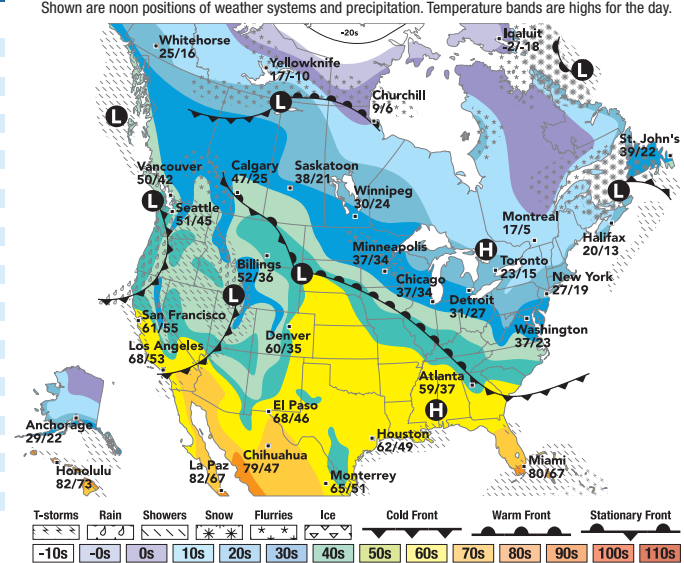 Shown are noon positions of weather systems and precipitation. Temperature bands are highs for the day.
-20s
Whitehorse
25/16
Iqaluit
-2/-18
Yellowknife
17/-10
L
L
Churchill
9/6
L
St. John's
39/22
Vancouver
50/42
Calgary
47/25
Saskatoon
38/21
Winnipeg
30/24
L
L
Seattle
51/45
Montreal
17/5
Halifax
20/13
Minneapolis
37/34
H
Toronto
23/15
Billings
52/36
L
Chicago
37/34
New York
27/19
L
Detroit
31/27
San Francisco
61/55
Denver
60/35
Washington
37/23
Los Angeles
68/53
Atlanta
59/37
H
El Paso
68/46
Anchorage
29/22
Houston
62/49
Chihuahua
79/47
Miami
80/67
Honolulu
82/73
La Paz
82/67
Monterrey
65/51
T-storms Rain Showers Snow Flurries Ice Cold Front Warm Front Stationary Front
-10s -0s 0s 10s 20s 30s 40s 50s 60s 70s 80s 90s 100s 110s